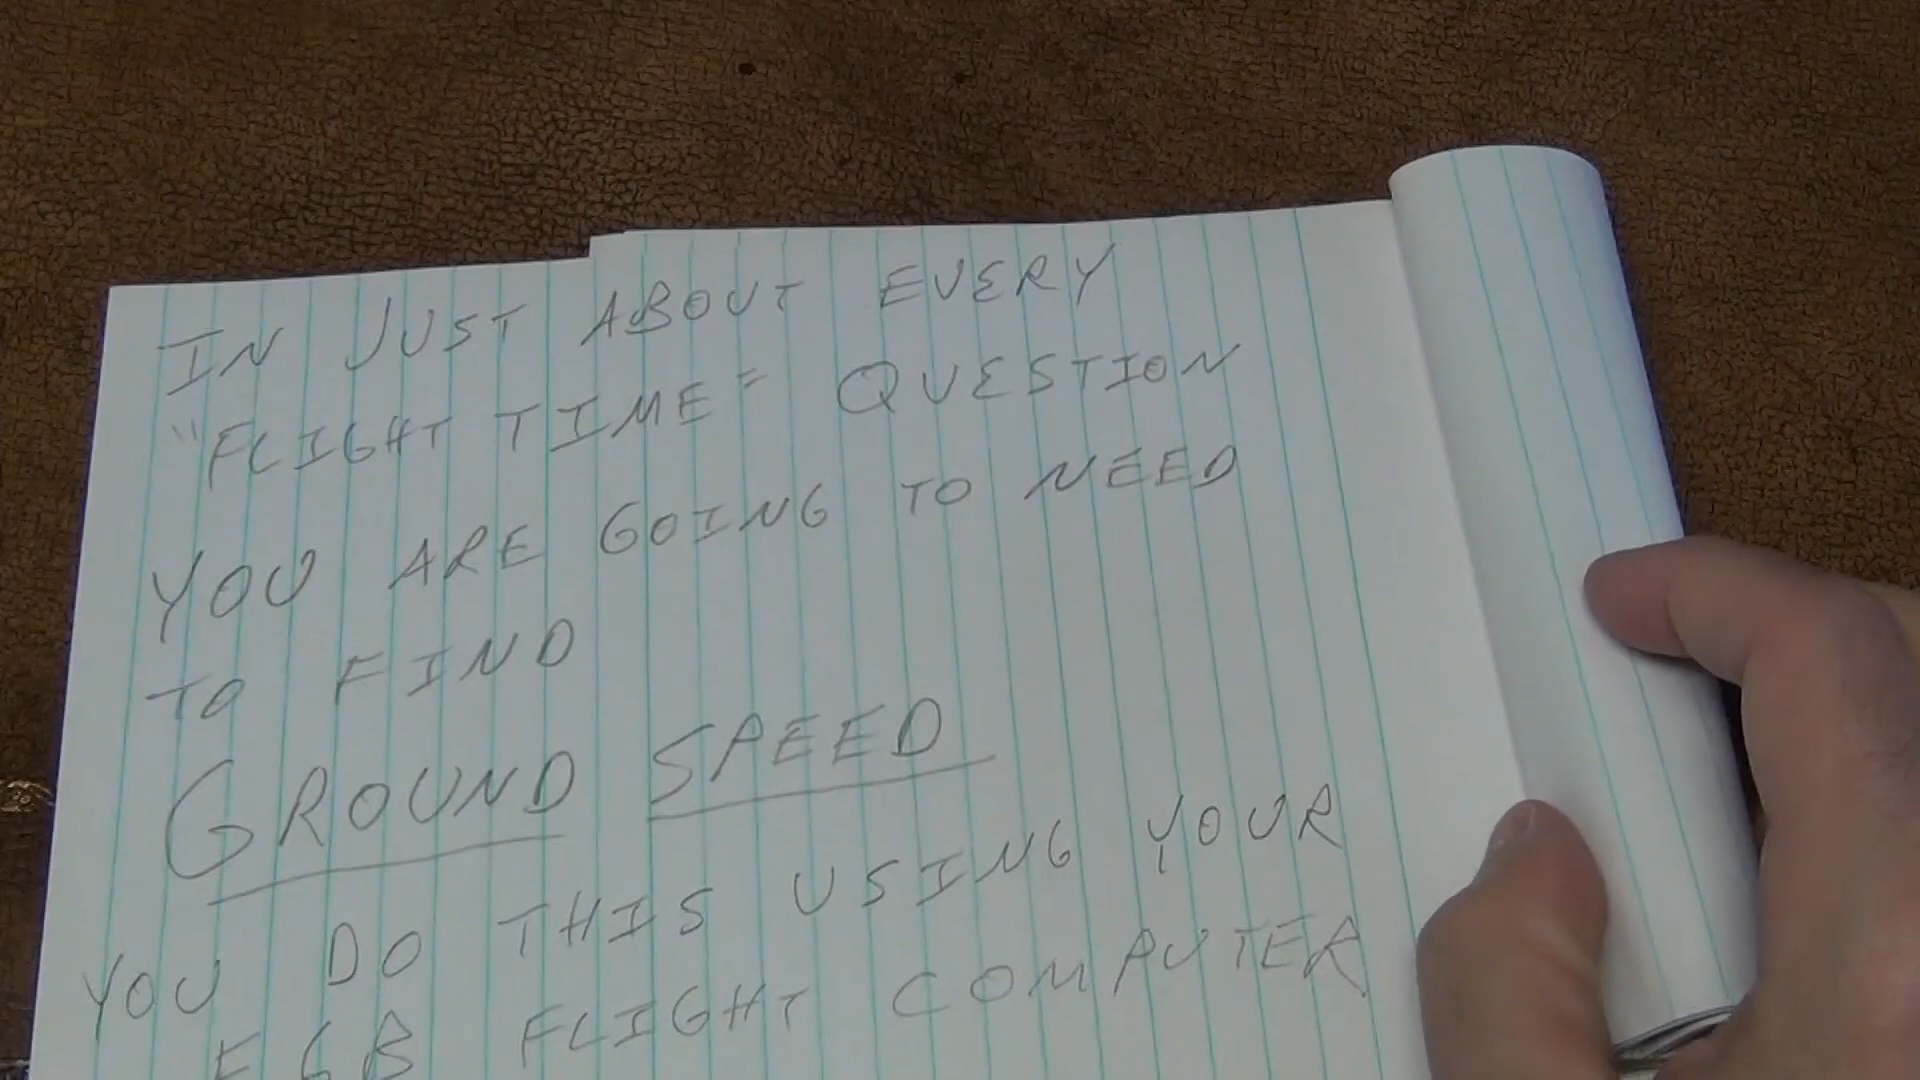 IN JUST ABOUT EVERY
"FLIGHT TIME" QUESTION
YOU ARE GOING TO NEED
TO FIND
GROUND SPEED
YOU DO THIS USING YOUR
E6B FLIGHT COMPUTER